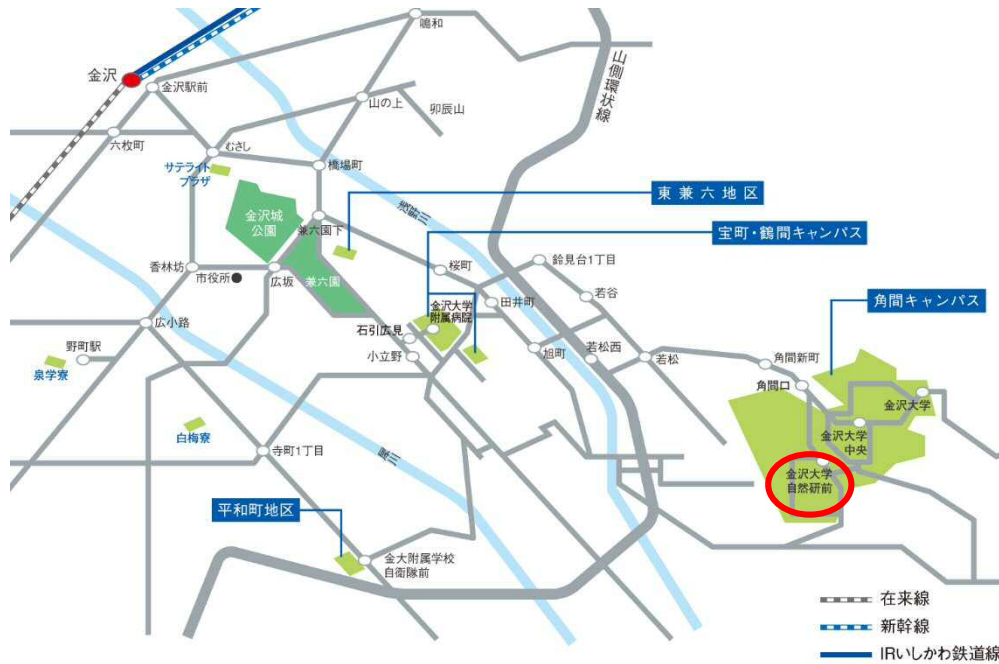 鳴和
山側環状線
金沢
金沢駅前
山の上
卯辰山
六枚町
むさし
サテライト
プラザ
橋場町
東兼六地区
浅野川
金沢城
公園
兼六園下
宝町・鶴間キャンパス
香林坊
市役所
広坂
兼六園
桜町
鈴見台1丁目
若谷
角間キャンパス
金沢大学
附属病院
田井町
広小路
石引広見
小立野
旭町
若松西
若松
野町駅
泉学寮
角間新町
角間口
金沢大学
白梅寮
寺町1丁目
犀川
金沢大学
中央
金沢大学
自然研前
平和町地区
金大附属学校
自衛隊前
在来線
新幹線
IRいしかわ鉄道線